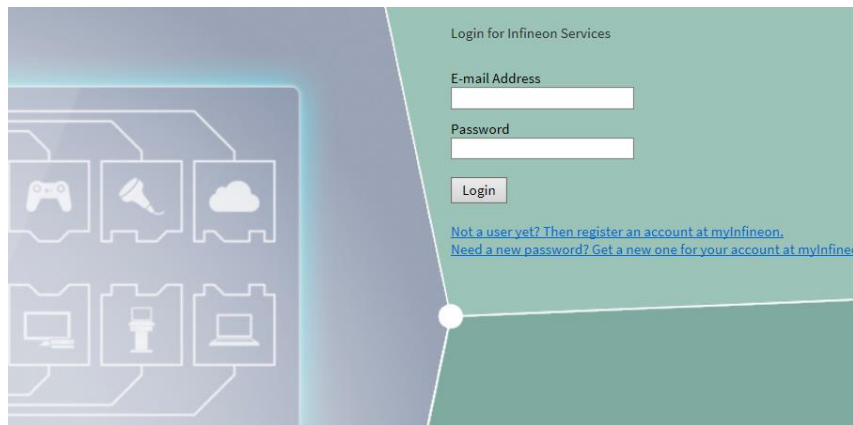 Login for Infineon Services
E-mail Address
Password
Login
Not a user yet? Then register an account at myInfineon.
Need a new password? Get a new one for your account at